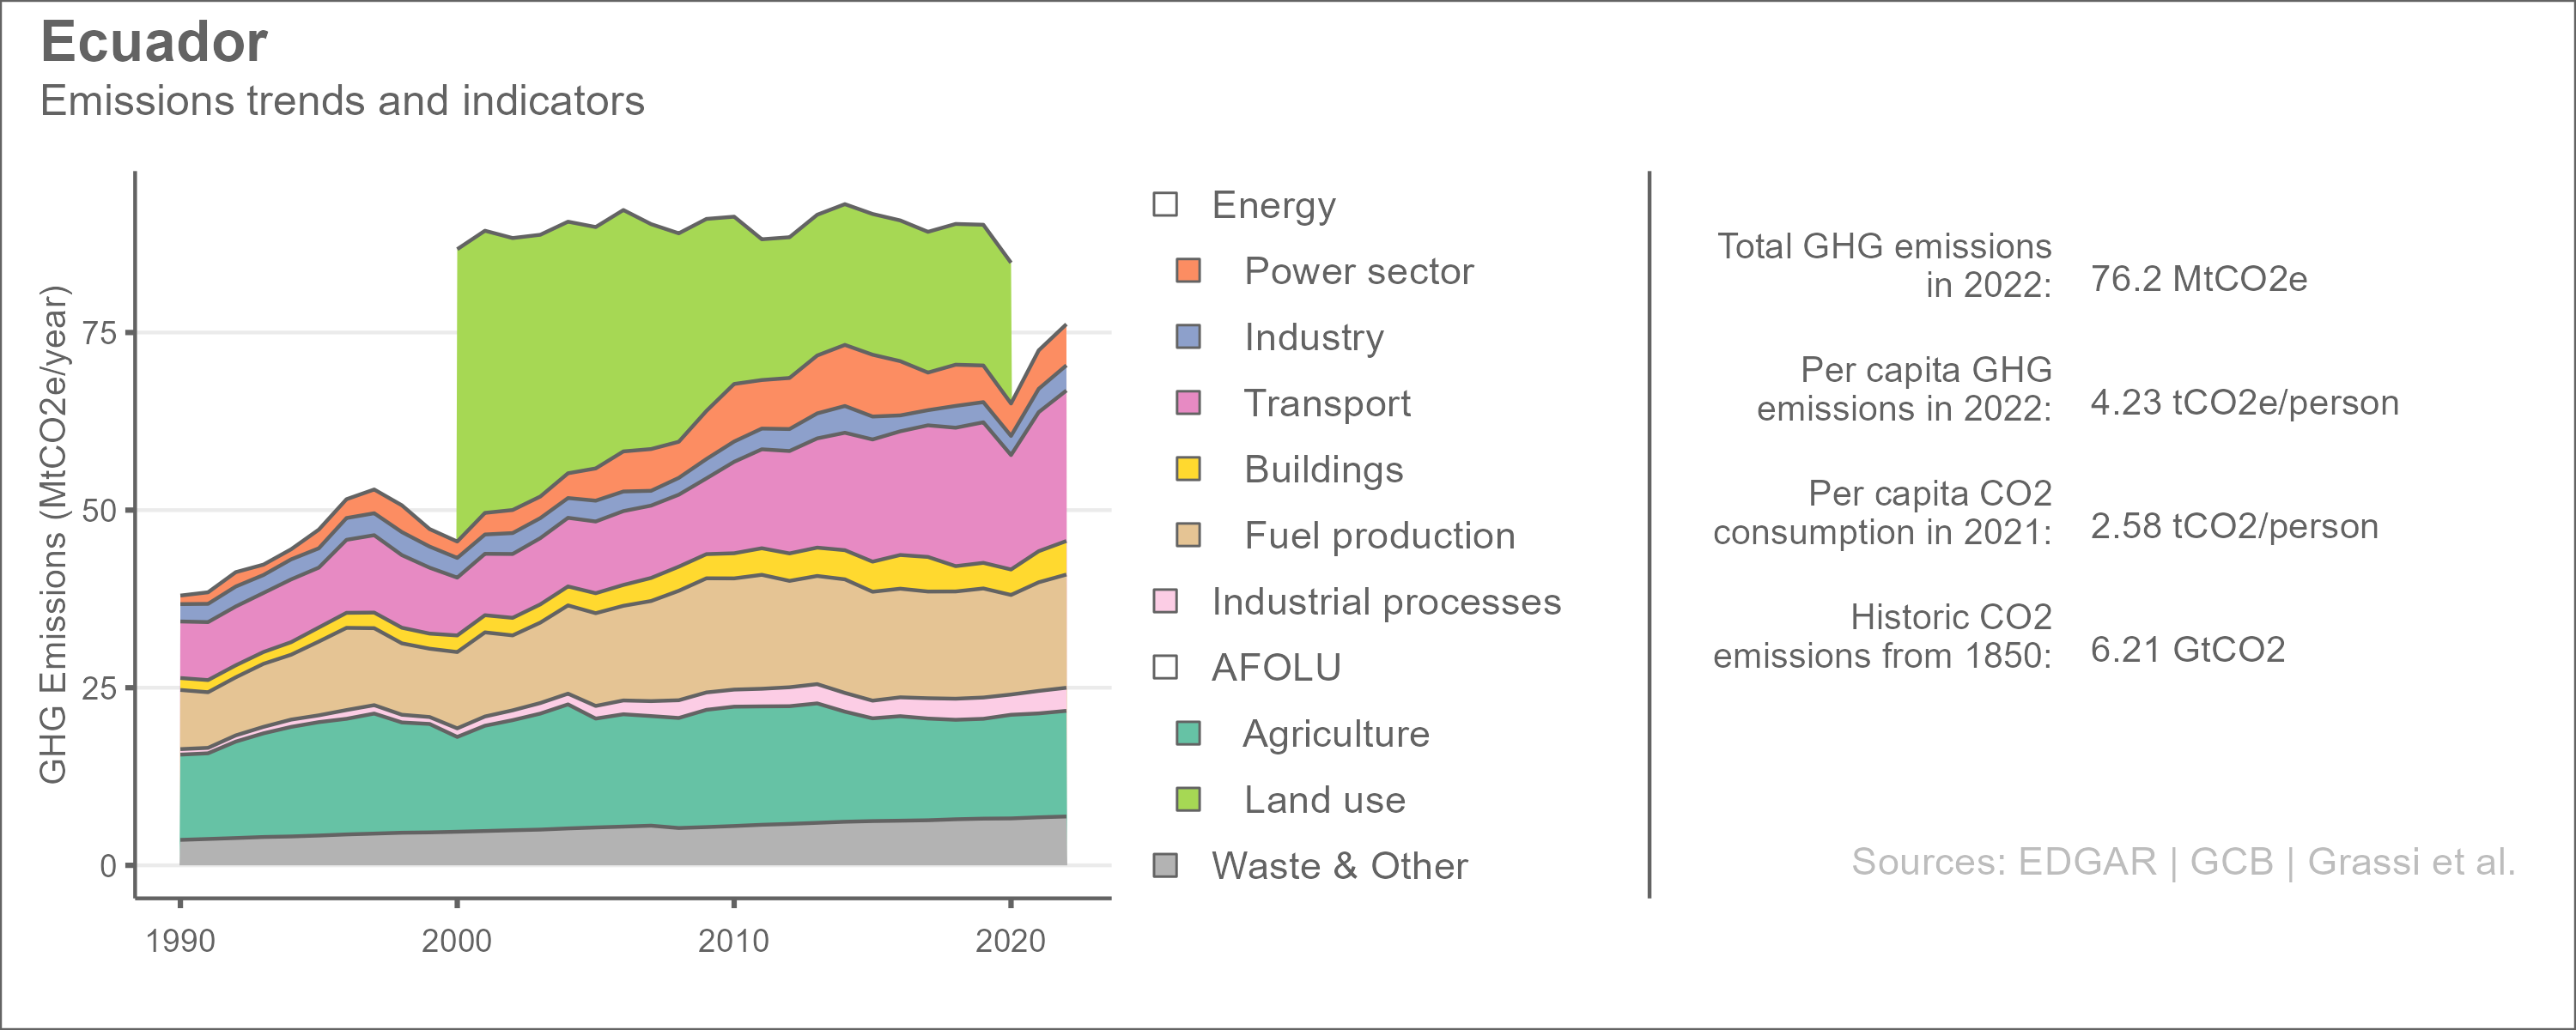 Ecuador
Emissions trends and indicators
GHG Emissions (MtCO2e/year)
75
50
25
0
1990
2000
2010
2020
Energy
Power sector
Industry
Transport
Buildings
Fuel production
Industrial processes
AFOLU
Agriculture
Land use
Waste & Other
Total GHG emissions
in 2022:
76.2 MtCO2e
Per capita GHG
emissions in 2022:
4.23 tCO2e/person
Per capita CO2
consumption in 2021:
2.58 tCO2/person
Historic CO2
emissions from 1850:
6.21 GtCO2
Sources: EDGAR | GCB | Grassi et al.